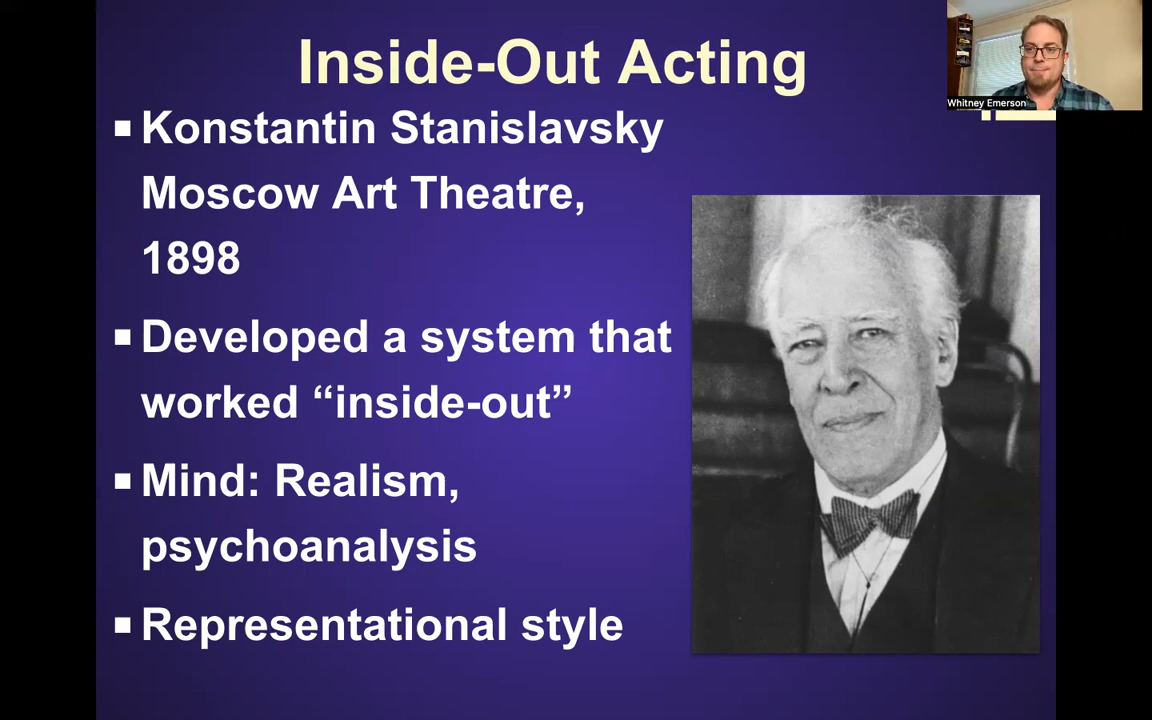 Inside-Out Acting
Whitney Emerson
▪ Konstantin Stanislavsky
Moscow Art Theatre,
1898
▪ Developed a system that
worked “inside-out”
▪ Mind: Realism,
psychoanalysis
▪ Representational style